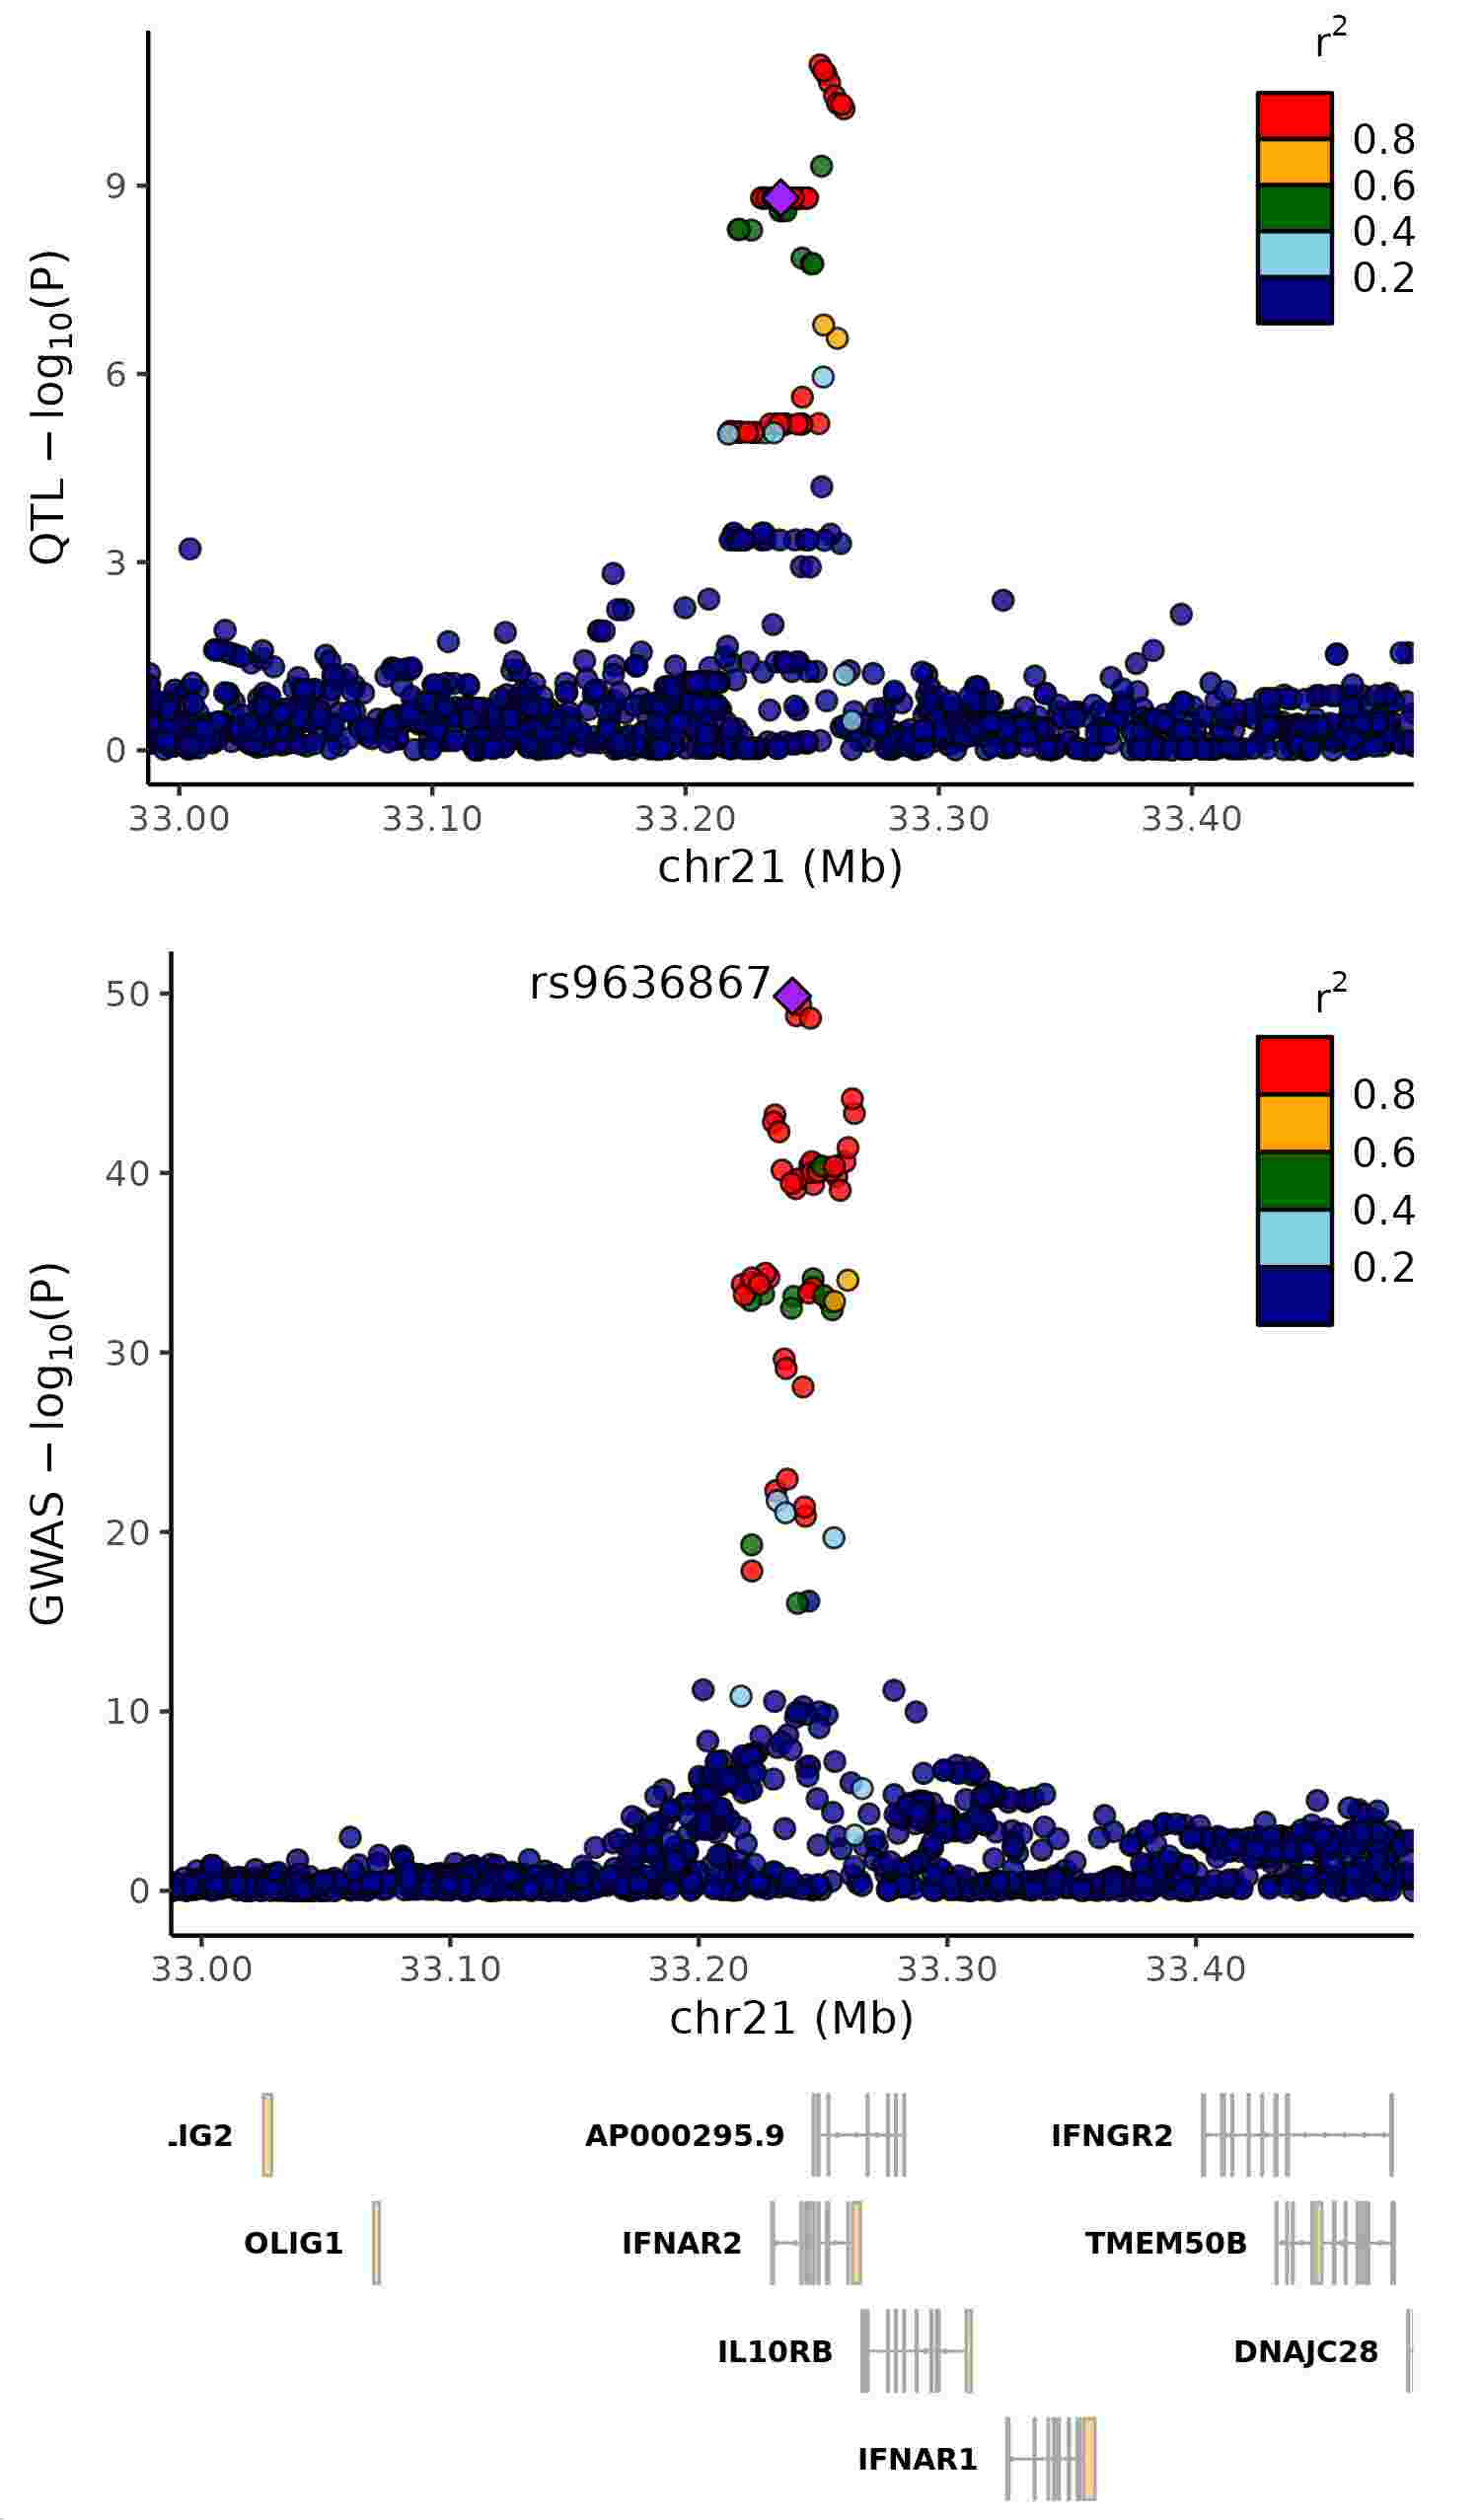 r2
0.8
0.6
0.4
0.2
9
6
3
0
QTL −log10(P)
33.00 33.10 33.20 33.30 33.40
chr21 (Mb)
rs9636867
r2
0.8
0.6
0.4
0.2
50
40
30
20
10
0
GWAS −log10(P)
33.00 33.10 33.20 33.30 33.40
chr21 (Mb)
IG2 AP000295.9 IFNGR2
OLIG1 IFNAR2 TMEM50B
IL10RB DNAJC28
IFNAR1